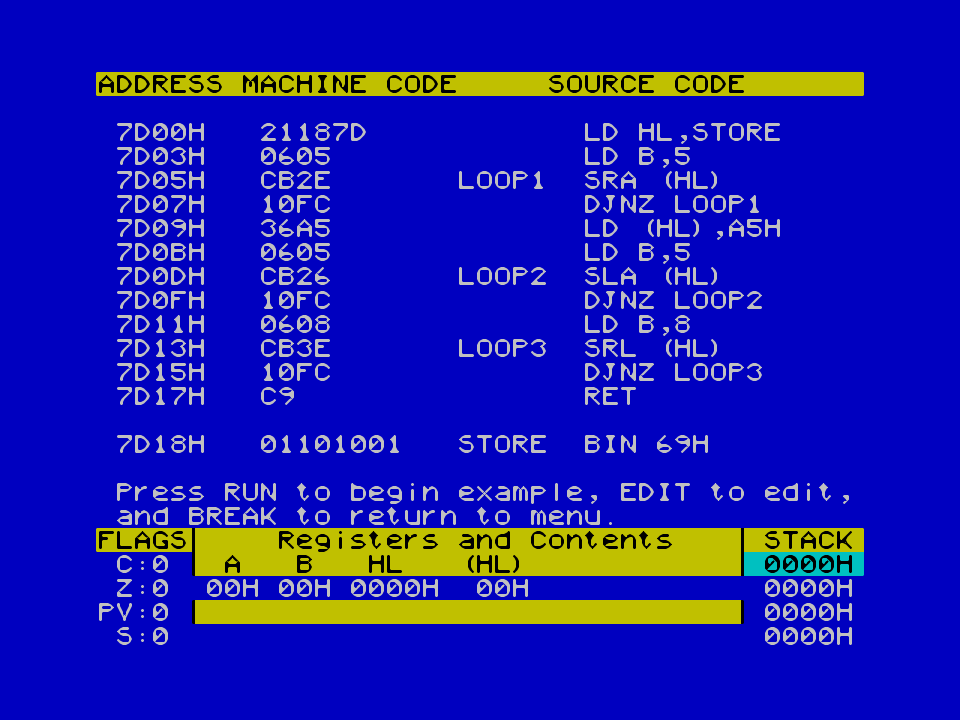 ADDRESS MACHINE CODE SOURCE CODE
7D00H 21187D LD HL,STORE
7D03H 0605 LD B,5
7D05H CB2E LOOP1 SRA (HL)
7D07H 10FC DJNZ LOOP1
7D09H 36A5 LD (HL),A5H
7D0BH 0605 LD B,5
7D0DH CB26 LOOP2 SLA (HL)
7D0FH 10FC DJNZ LOOP2
7D11H 0608 LD B,8
7D13H CB3E LOOP3 SRL (HL)
7D15H 10FC DJNZ LOOP3
7D17H C9 RET
7D18H 01101001 STORE BIN 69H
Press RUN to begin example, EDIT to edit,
and BREAK to return to menu.
FLAGS Registers and Contents STACK
C:0 A B HL (HL) 0000H
Z:0 00H 00H 0000H 00H 0000H
PV:0 0000H
S:0 0000H